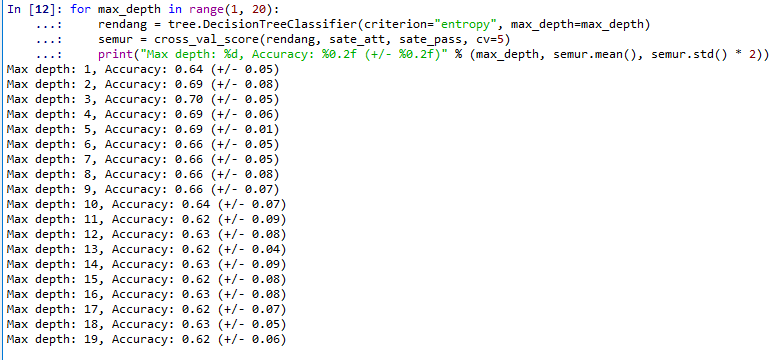 In [12]: for max_depth in range(1, 20):
    ...:     rendang = tree.DecisionTreeClassifier(criterion="entropy", max_depth=max_depth)
    ...:     semur = cross_val_score(rendang, sate_att, sate_pass, cv=5)
    ...:     print("Max depth: %d, Accuracy: %0.2f (+/- %0.2f)" % (max_depth, semur.mean(), semur.std() * 2))
Max depth: 1, Accuracy: 0.64 (+/- 0.05)
Max depth: 2, Accuracy: 0.69 (+/- 0.08)
Max depth: 3, Accuracy: 0.70 (+/- 0.05)
Max depth: 4, Accuracy: 0.69 (+/- 0.06)
Max depth: 5, Accuracy: 0.69 (+/- 0.01)
Max depth: 6, Accuracy: 0.66 (+/- 0.05)
Max depth: 7, Accuracy: 0.66 (+/- 0.05)
Max depth: 8, Accuracy: 0.66 (+/- 0.08)
Max depth: 9, Accuracy: 0.66 (+/- 0.07)
Max depth: 10, Accuracy: 0.64 (+/- 0.07)
Max depth: 11, Accuracy: 0.62 (+/- 0.09)
Max depth: 12, Accuracy: 0.63 (+/- 0.08)
Max depth: 13, Accuracy: 0.62 (+/- 0.04)
Max depth: 14, Accuracy: 0.63 (+/- 0.09)
Max depth: 15, Accuracy: 0.62 (+/- 0.08)
Max depth: 16, Accuracy: 0.63 (+/- 0.08)
Max depth: 17, Accuracy: 0.62 (+/- 0.07)
Max depth: 18, Accuracy: 0.63 (+/- 0.05)
Max depth: 19, Accuracy: 0.62 (+/- 0.06)